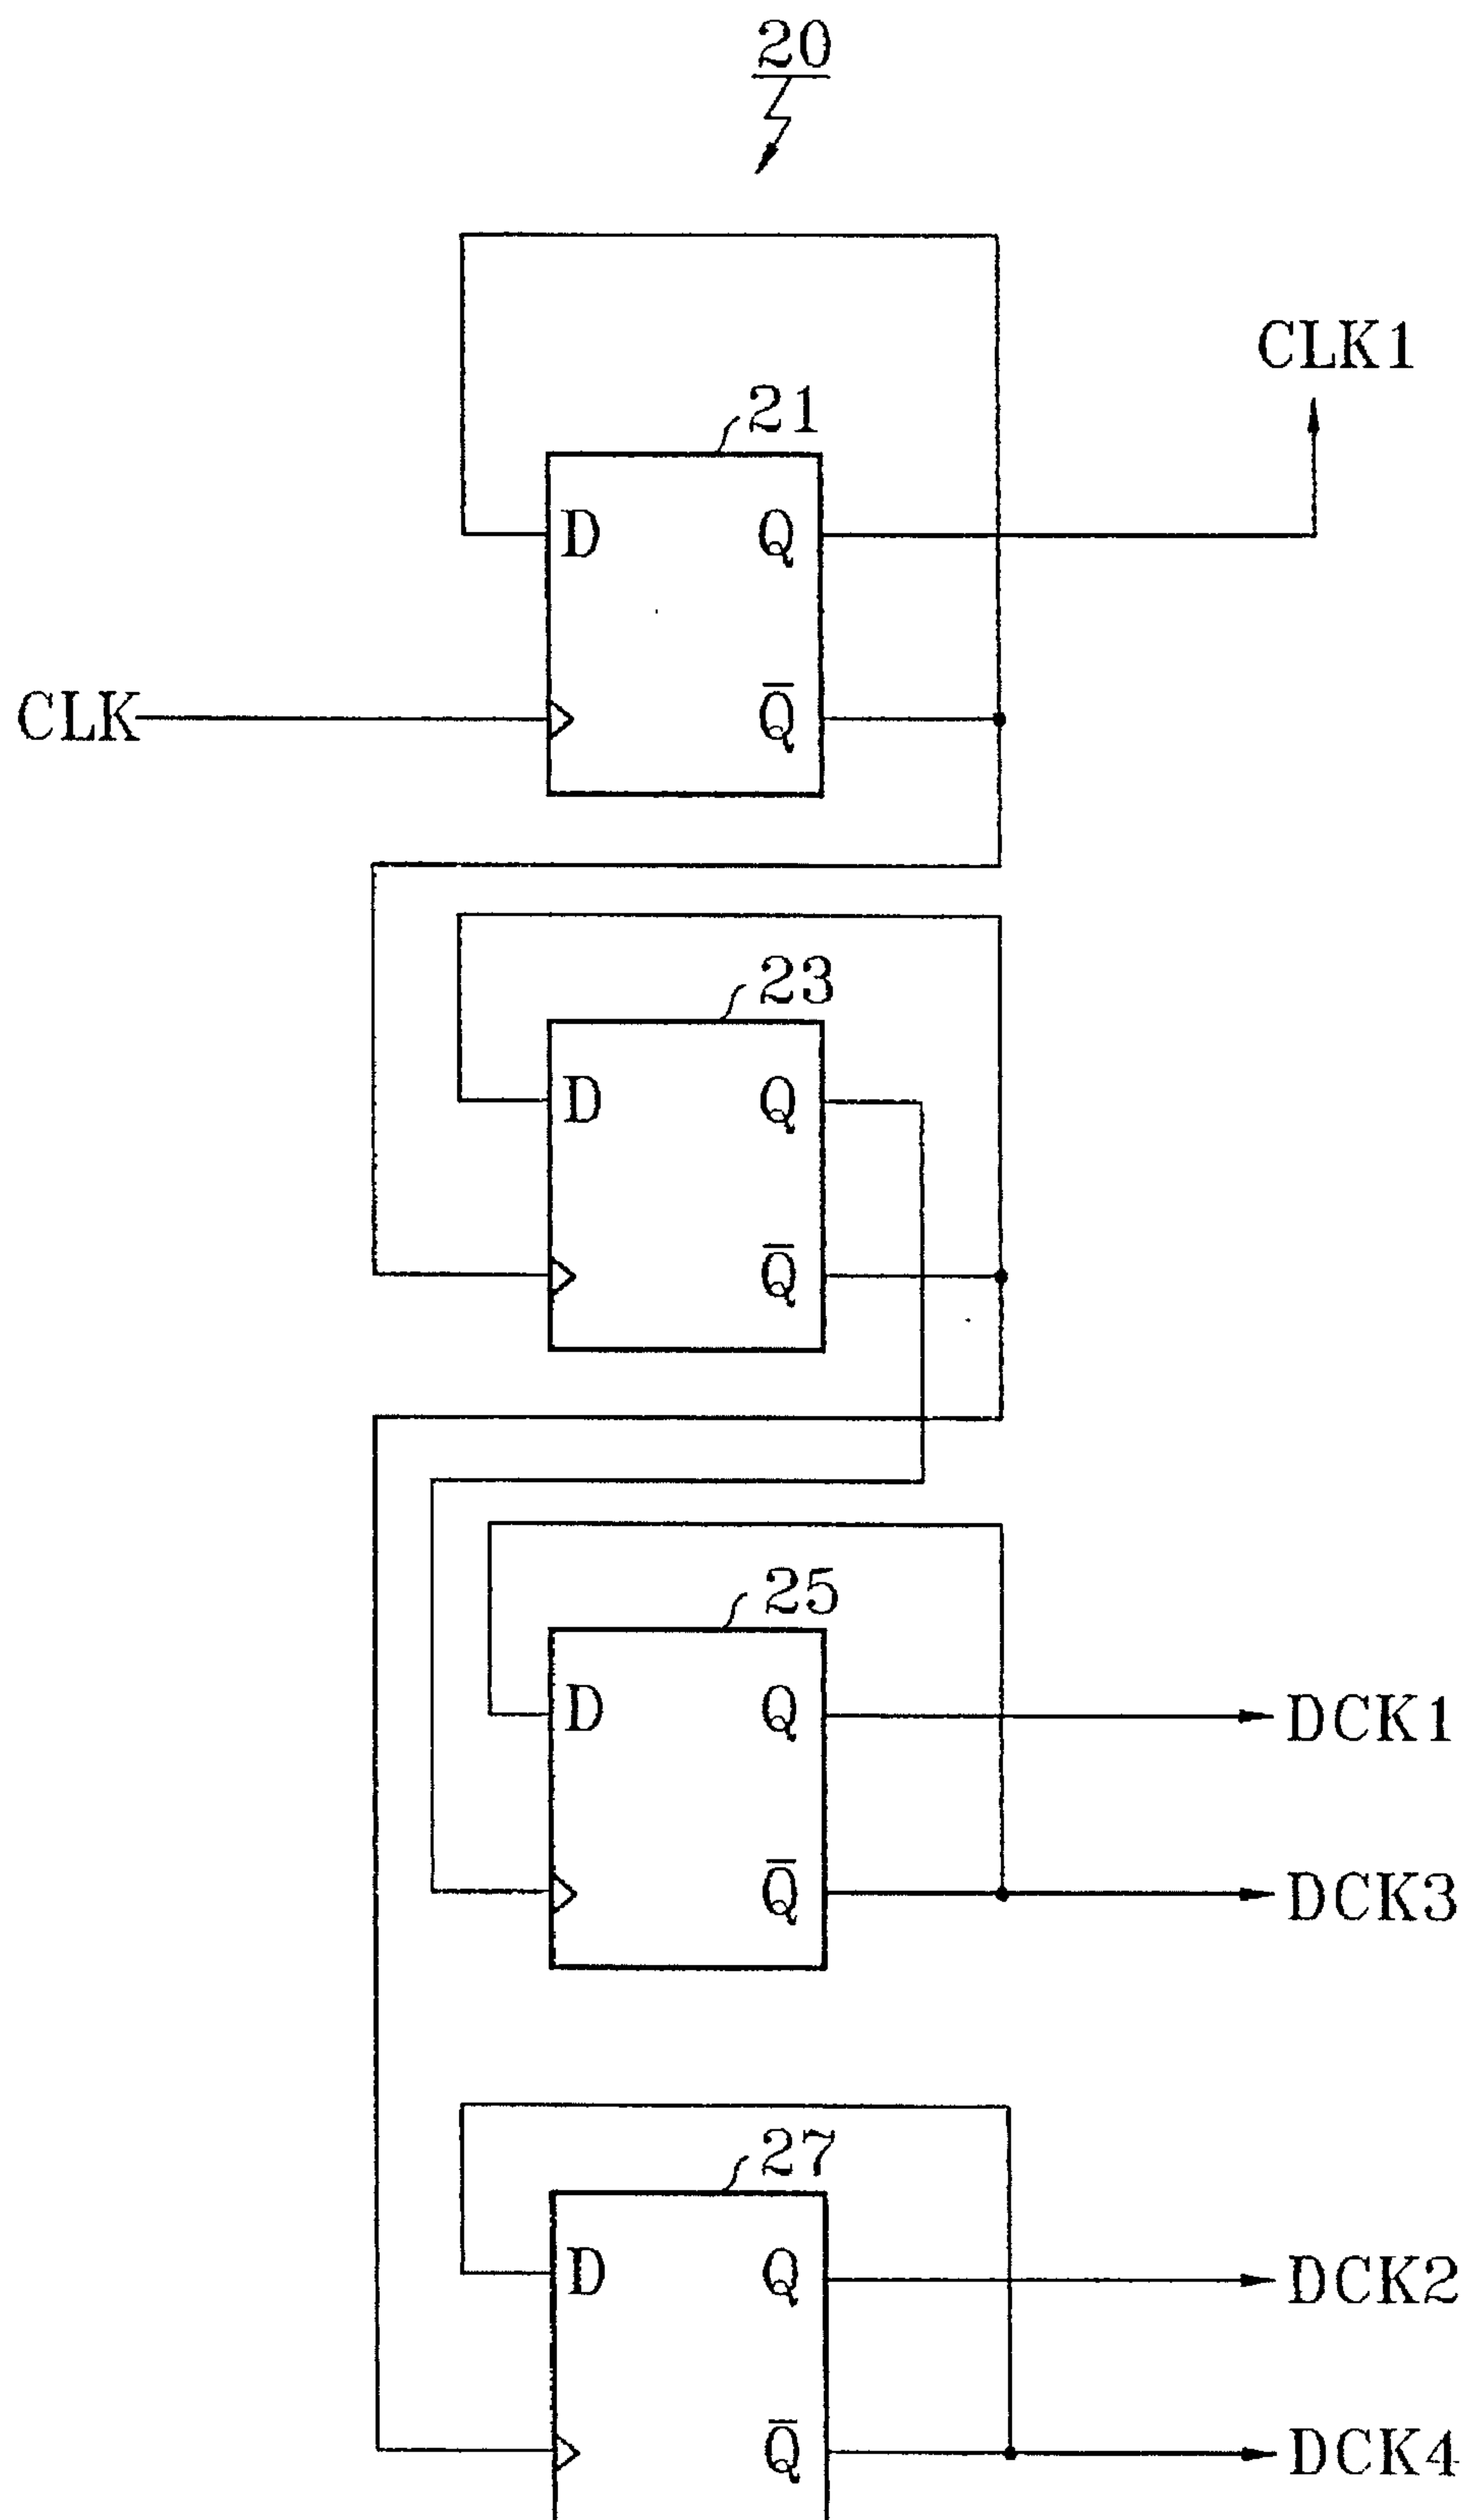 20
CLK1
21
D Q
CLK Q̅
23
D Q
Q̅
25
D Q DCK1
Q̅ DCK3
27
D Q DCK2
Q̅ DCK4